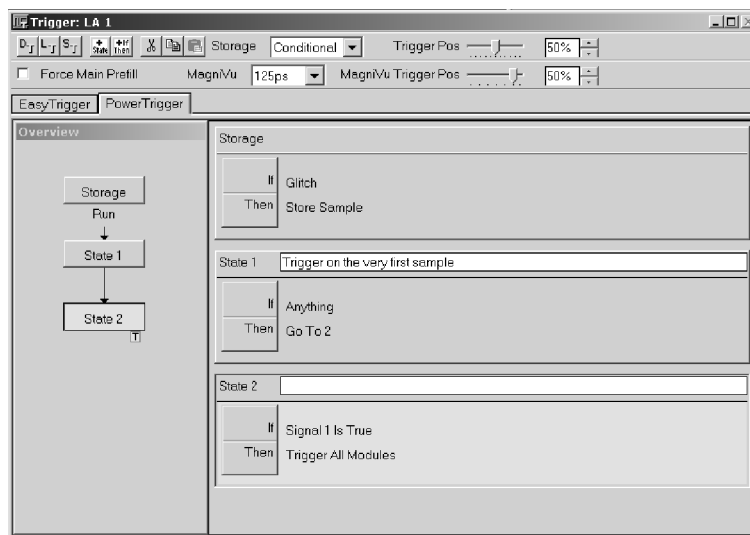 Trigger: LA 1
D L S + State +If Then Storage Conditional Trigger Pos 50%
Force Main Prefill MagniVu 125ps MagniVu Trigger Pos 50%
EasyTrigger PowerTrigger
Overview
Storage
Run
State 1
State 2
T
Storage
If Glitch
Then Store Sample
State 1 Trigger on the very first sample
If Anything
Then Go To 2
State 2
If Signal 1 Is True
Then Trigger All Modules